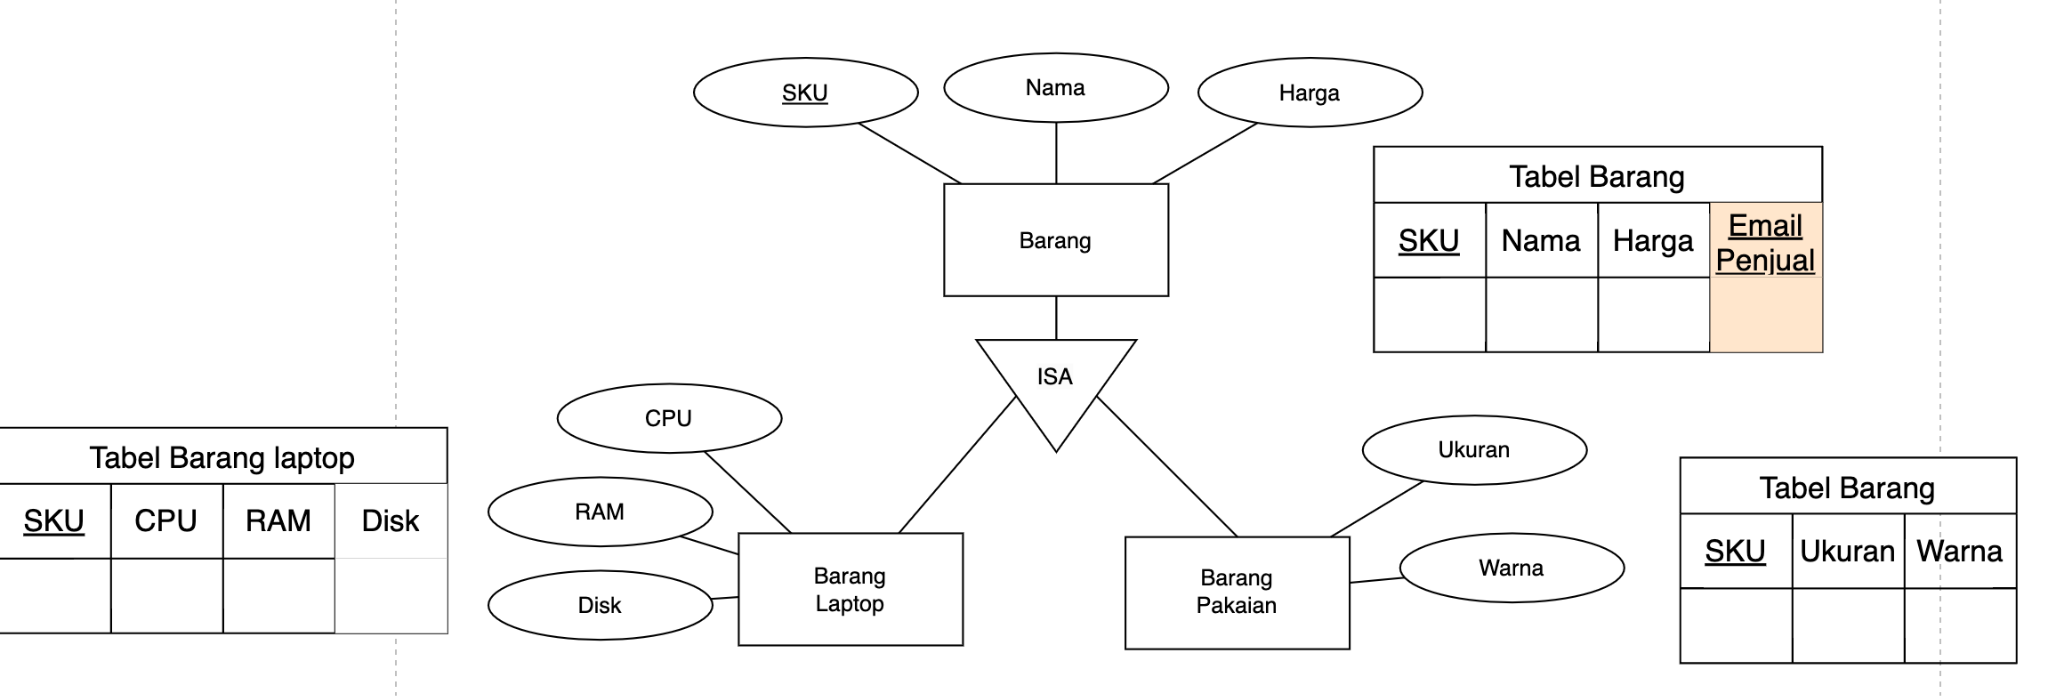 SKU
Nama
Harga
Barang
Tabel Barang
SKU
Nama
Harga
Email
Penjual
ISA
CPU
RAM
Disk
Barang
Laptop
Tabel Barang laptop
SKU
CPU
RAM
Disk
Ukuran
Warna
Barang
Pakaian
Tabel Barang
SKU
Ukuran
Warna